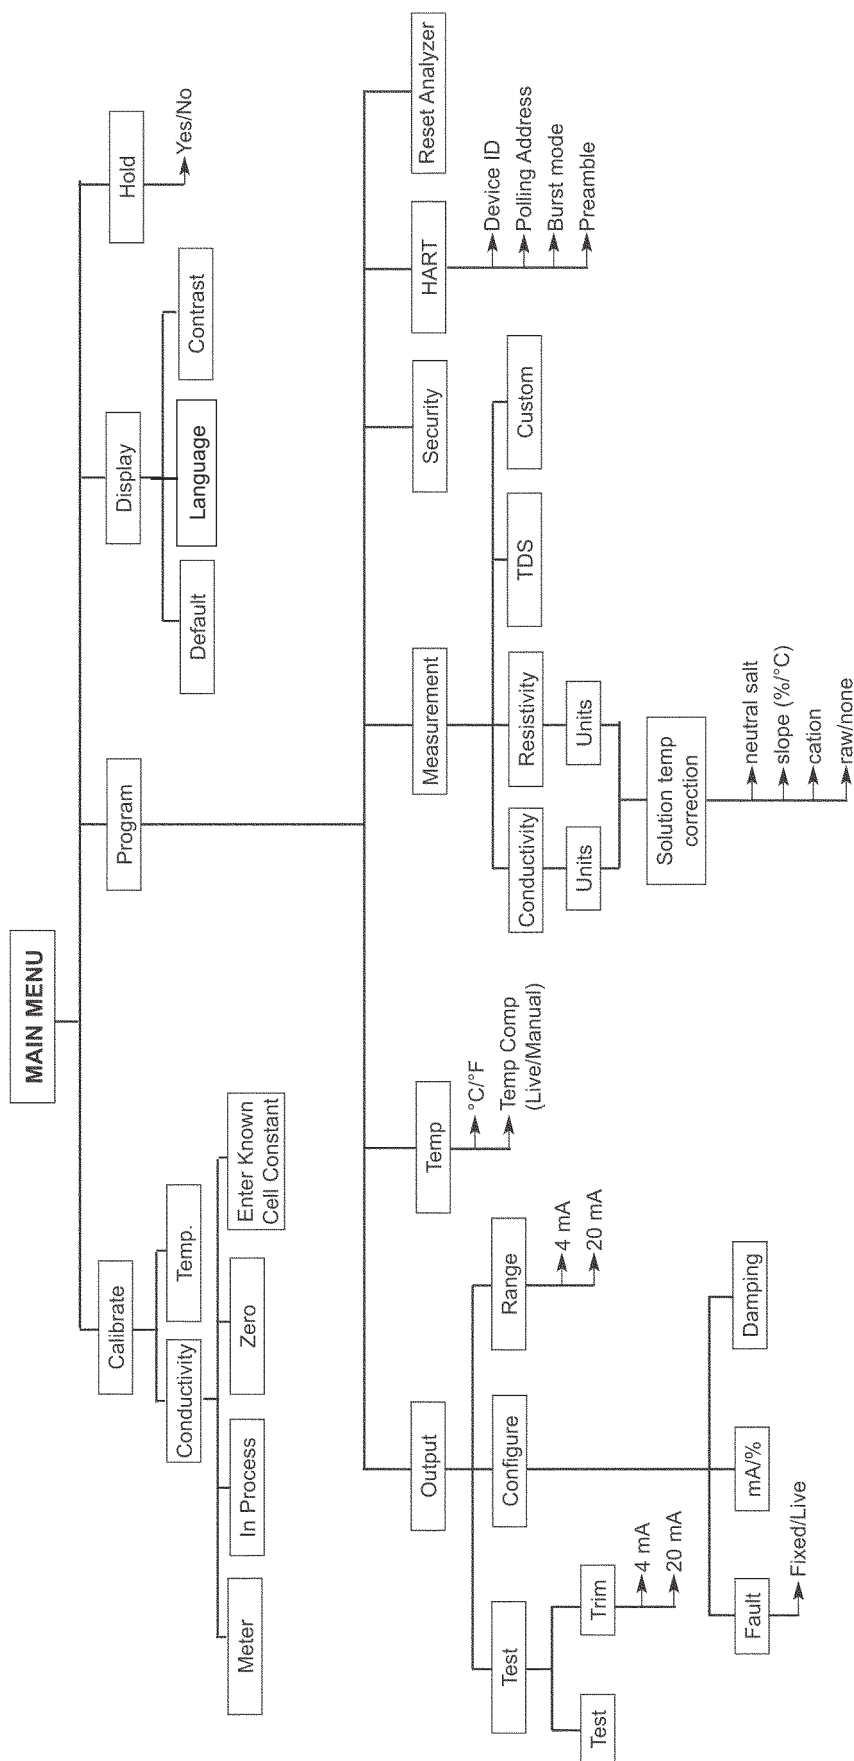 MAIN MENU
Calibrate
Program
Display
Hold
Yes/No
Conductivity
Temp.
Default
Language
Contrast
Meter
In Process
Zero
Enter Known
Cell Constant
Output
Temp
Measurement
Security
HART
Reset Analyzer
°C/°F
Temp Comp
(Live/Manual)
Device ID
Polling Address
Burst mode
Preamble
Test
Configure
Range
4 mA
20 mA
Conductivity
Resistivity
TDS
Custom
Units
Units
Test
Trim
4 mA
20 mA
Solution temp
correction
neutral salt
slope (%/°C)
cation
raw/none
Fault
mA/%
Damping
Fixed/Live